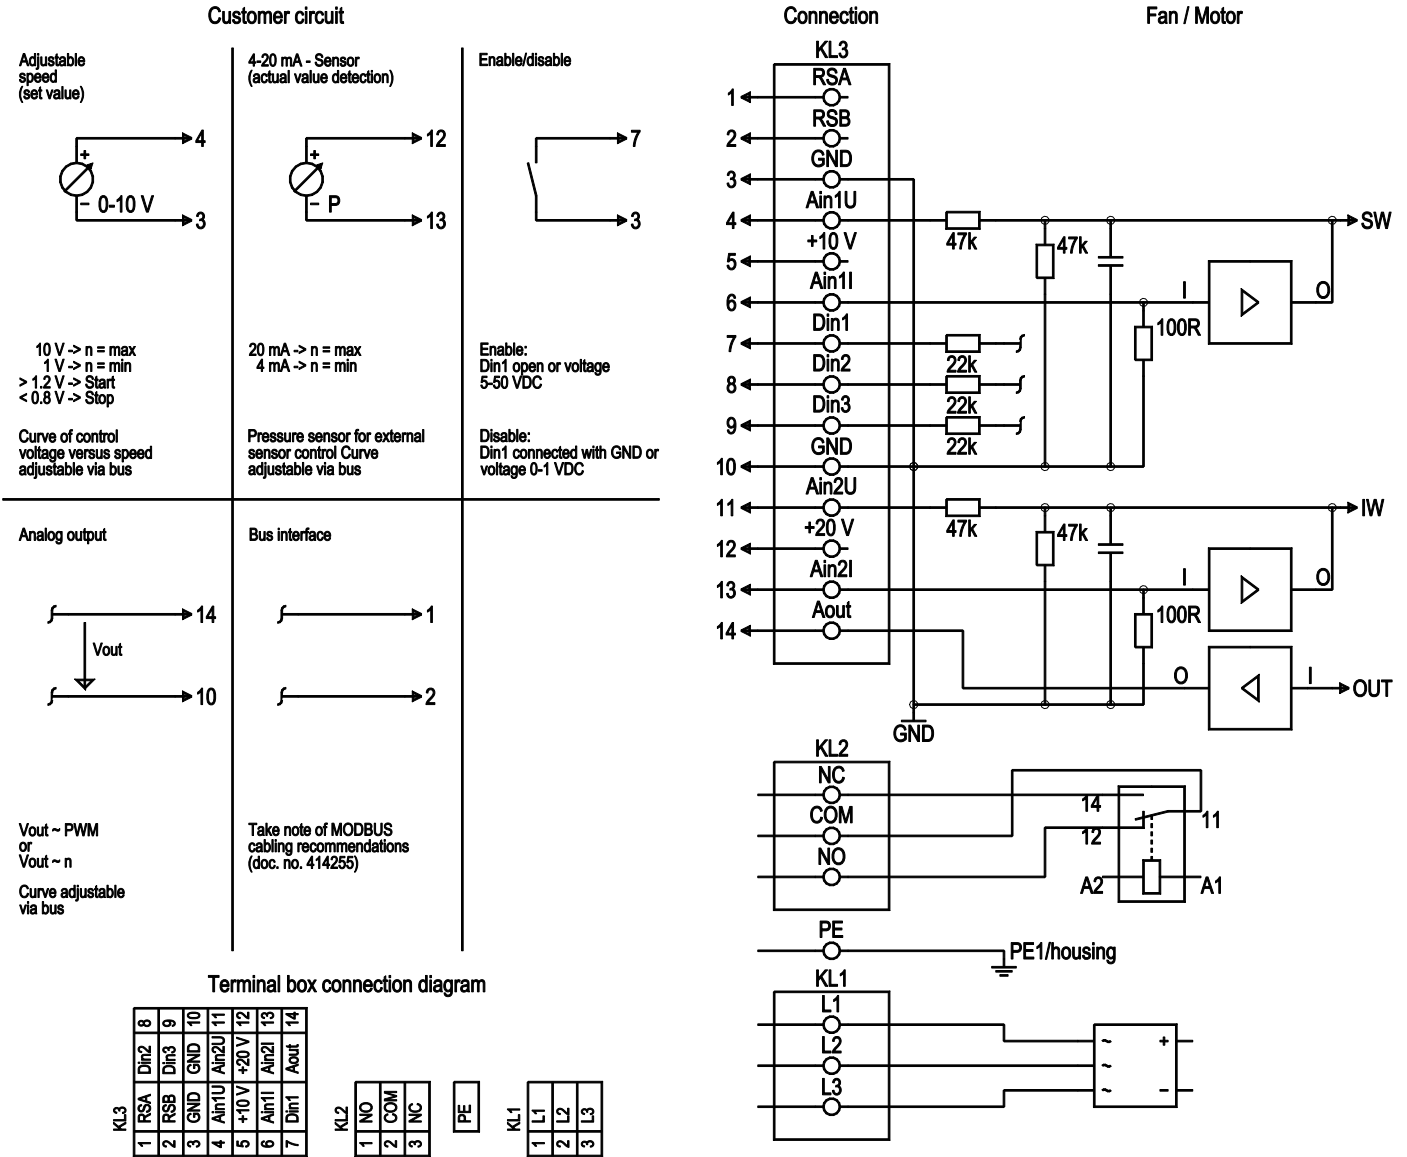 Customer circuit
Connection
Fan / Motor
Adjustable
speed
(set value)
4
+
−
0-10 V
3
10 V -> n = max
1 V -> n = min
> 1.2 V -> Start
< 0.8 V -> Stop
Curve of control
voltage versus speed
adjustable via bus
4-20 mA - Sensor
(actual value detection)
12
+
−
P
13
20 mA -> n = max
4 mA -> n = min
Pressure sensor for external
sensor control Curve
adjustable via bus
Enable/disable
7
3
Enable:
Din1 open or voltage
5-50 VDC
Disable:
Din1 connected with GND or
voltage 0-1 VDC
Analog output
14
Vout
10
Vout ~ PWM
or
Vout ~ n
Curve adjustable
via bus
Bus interface
1
2
Take note of MODBUS
cabling recommendations
(doc. no. 414255)
KL3
RSA
1
RSB
2
GND
3
Ain1U
4
47k
47k
SW
+10 V
5
Ain1I
6
I
O
100R
Din1
7
22k
Din2
8
22k
Din3
9
22k
GND
10
Ain2U
11
47k
47k
IW
+20 V
12
Ain2I
13
I
O
100R
Aout
14
O
I
OUT
GND
KL2
NC
14
COM
11
12
NO
A2
A1
PE
PE1/housing
KL1
L1
~
+
L2
~
L3
~
−
Terminal box connection diagram
KL3
1 RSA Din2 8
2 RSB Din3 9
3 GND GND 10
4 Ain1U Ain2U 11
5 +10 V +20 V 12
6 Ain1I Ain2I 13
7 Din1 Aout 14
KL2
1 NO
2 COM
3 NC
PE
KL1
1 L1
2 L2
3 L3